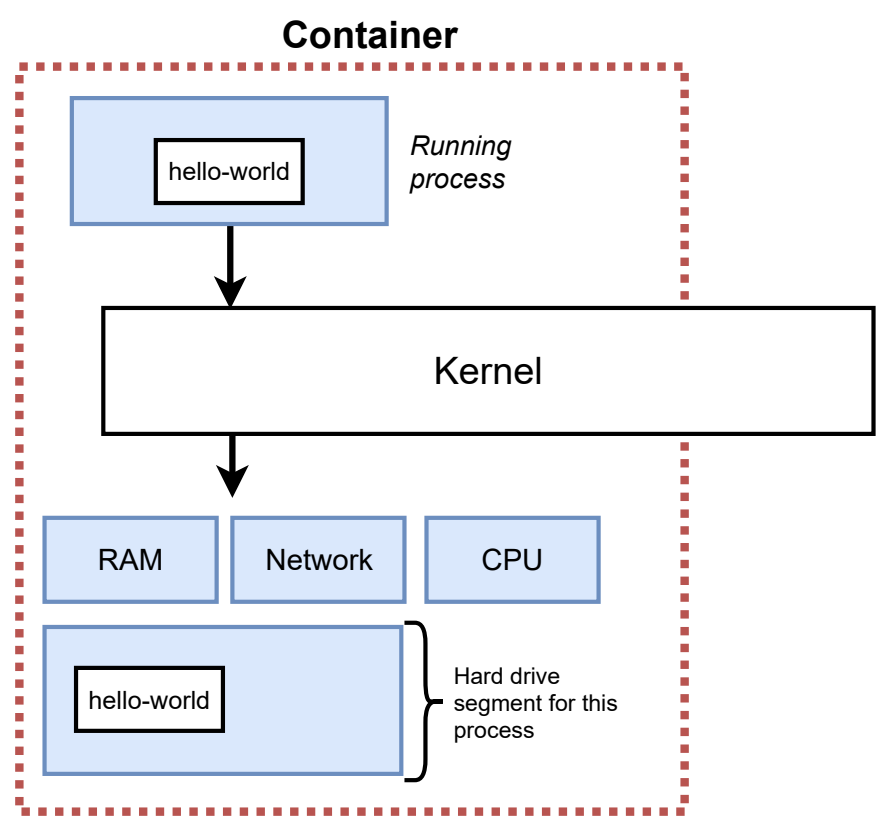 Container
hello-world
Running
process
Kernel
RAM
Network
CPU
hello-world
Hard drive
segment for this
process